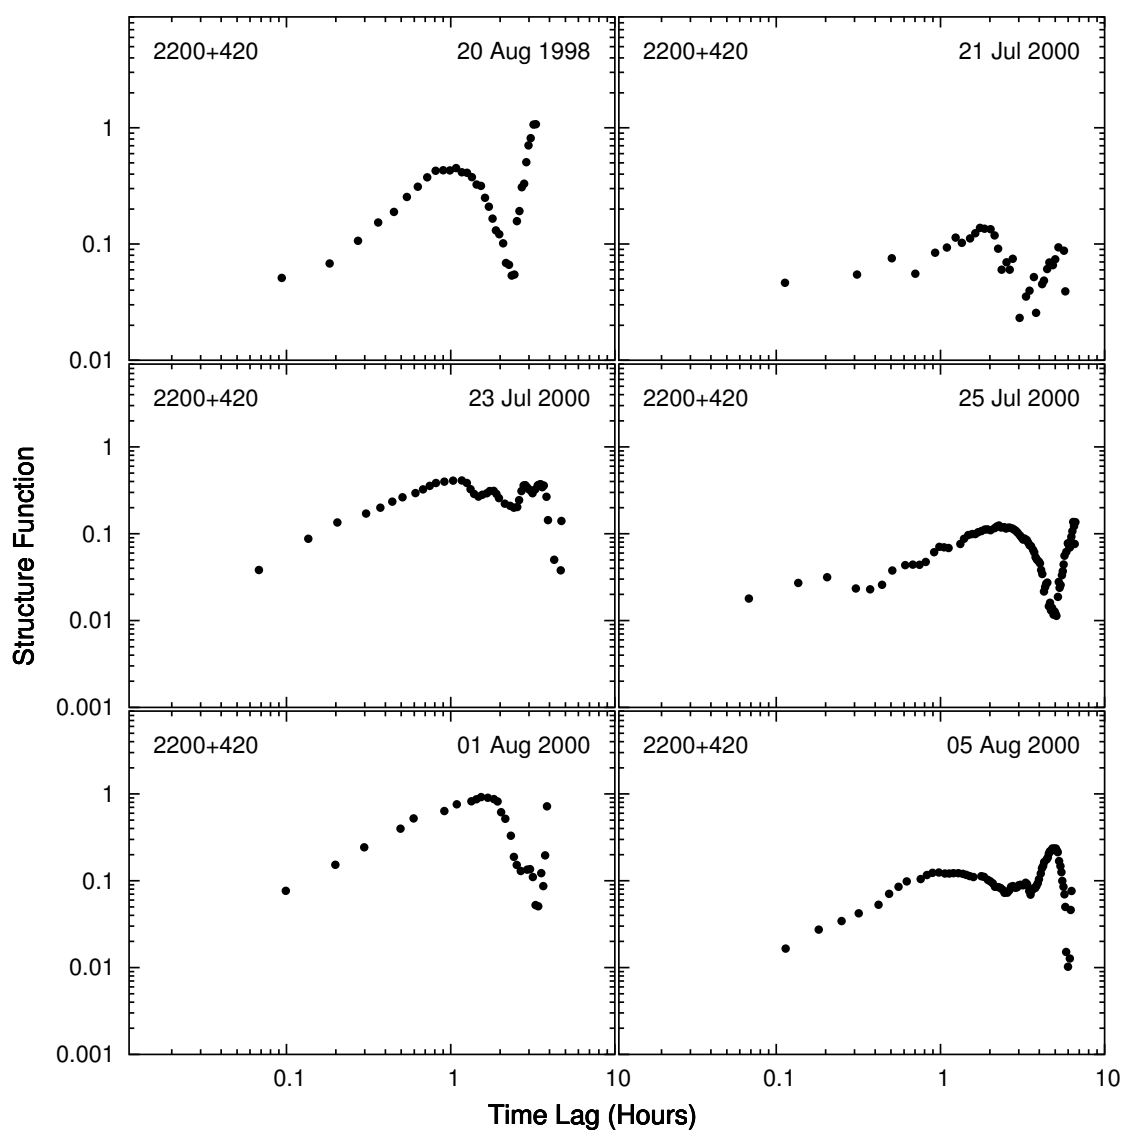 2200+420 20 Aug 1998
2200+420 21 Jul 2000
1
0.1
0.01
2200+420 23 Jul 2000
2200+420 25 Jul 2000
1
0.1
0.01
0.001
Structure Function
2200+420 01 Aug 2000
2200+420 05 Aug 2000
1
0.1
0.01
0.001
0.1 1 10
0.1 1 10
Time Lag (Hours)